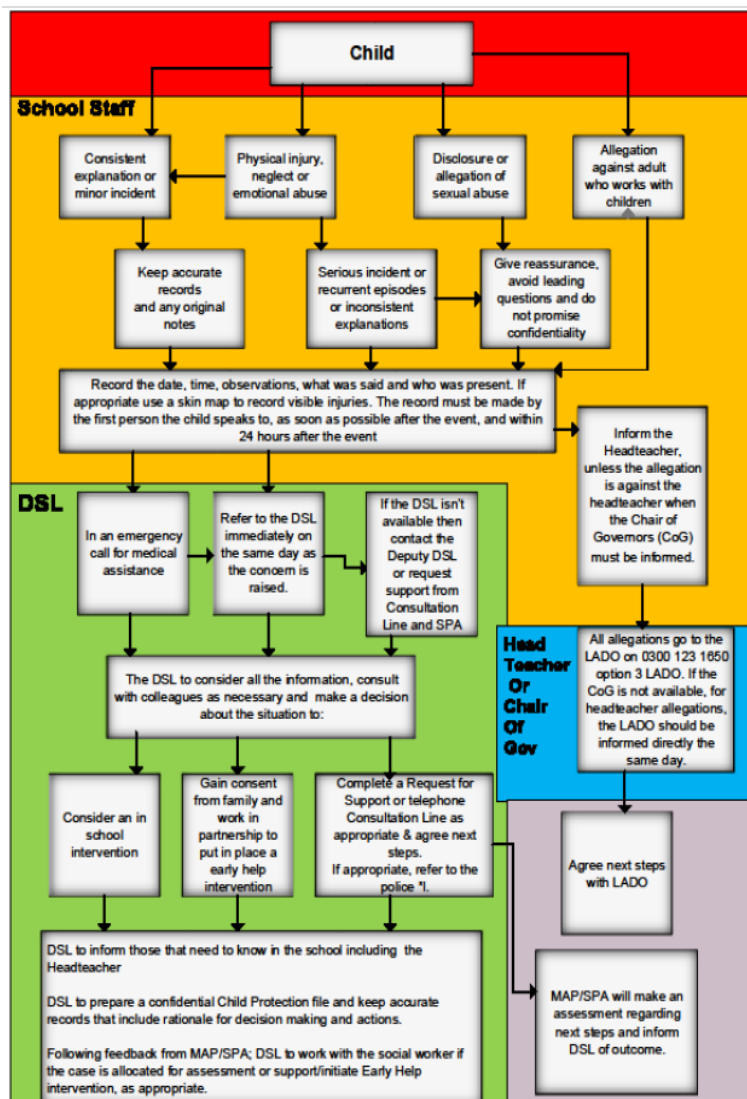 Child
School Staff
Consistent
explanation or
minor incident
Physical injury,
neglect or
emotional abuse
Disclosure or
allegation of
sexual abuse
Allegation
against adult
who works with
children
Keep accurate
records
and any original
notes
Serious incident or
recurrent episodes
or inconsistent
explanations
Give reassurance,
avoid leading
questions and do
not promise
confidentiality
Record the date, time, observations, what was said and who was present. If
appropriate use a skin map to record visible injuries. The record must be made by
the first person the child speaks to, as soon as possible after the event, and within
24 hours after the event
Inform the
Headteacher,
unless the allegation
is against the
headteacher when
the Chair of
Governors (CoG)
must be informed.
DSL
In an emergency
call for medical
assistance
Refer to the DSL
immediately on
the same day as
the concern is
raised.
If the DSL isn't
available then
contact the
Deputy DSL
or request
support from
Consultation
Line and SPA
Head
Teacher
Or
Chair
Of
Gov
All allegations go to the
LADO on 0300 123 1650
option 3 LADO. If the
CoG is not available, for
headteacher allegations,
the LADO should be
informed directly the
same day.
The DSL to consider all the information, consult
with colleagues as necessary and make a decision
about the situation to:
Consider an in
school
intervention
Gain consent
from family and
work in
partnership to
put in place a
early help
intervention
Complete a Request for
Support or telephone
Consultation Line as
appropriate & agree next
steps.
If appropriate, refer to the
police *I.
Agree next steps
with LADO
DSL to inform those that need to know in the school including the
Headteacher
DSL to prepare a confidential Child Protection file and keep accurate
records that include rationale for decision making and actions.
Following feedback from MAP/SPA; DSL to work with the social worker if
the case is allocated for assessment or support/initiate Early Help
intervention, as appropriate.
MAP/SPA will make an
assessment regarding
next steps and inform
DSL of outcome.